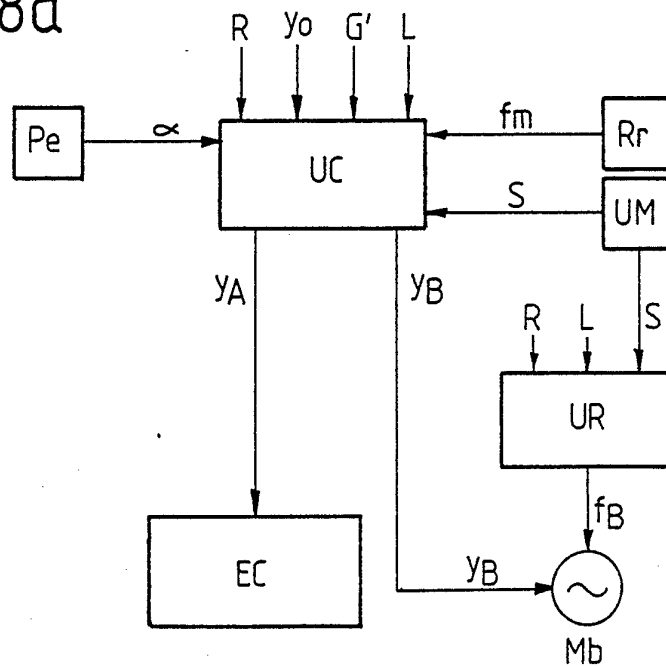 8a
R yo G' L
Pe α UC fm Rr
S UM
yA yB R L S
UR
fB
EC yB
Mb